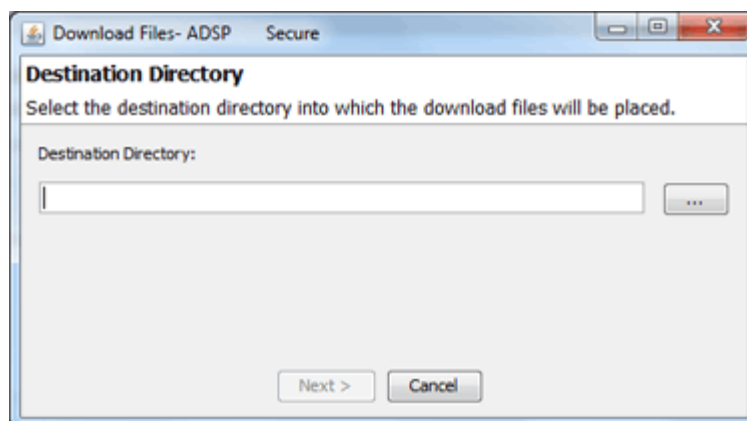 Download Files- ADSP Secure
Destination Directory
Select the destination directory into which the download files will be placed.
Destination Directory:
...
Next >
Cancel